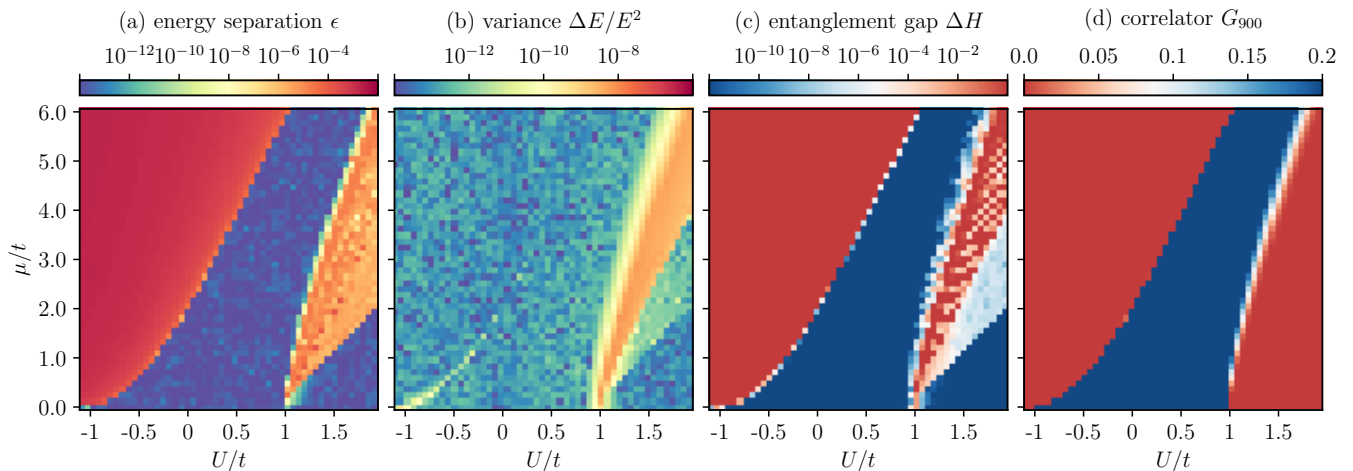 (a) energy separation ϵ (b) variance ΔE/E² (c) entanglement gap ΔH (d) correlator G₉₀₀
10⁻¹² 10⁻¹⁰ 10⁻⁸ 10⁻⁶ 10⁻⁴ 10⁻¹² 10⁻¹⁰ 10⁻⁸ 10⁻¹⁰ 10⁻⁸ 10⁻⁶ 10⁻⁴ 10⁻² 0.0 0.05 0.1 0.15 0.2
6.0
5.0
4.0
μ/t
3.0
2.0
1.0
0.0
-1 -0.5 0 0.5 1 1.5 -1 -0.5 0 0.5 1 1.5 -1 -0.5 0 0.5 1 1.5 -1 -0.5 0 0.5 1 1.5
U/t U/t U/t U/t